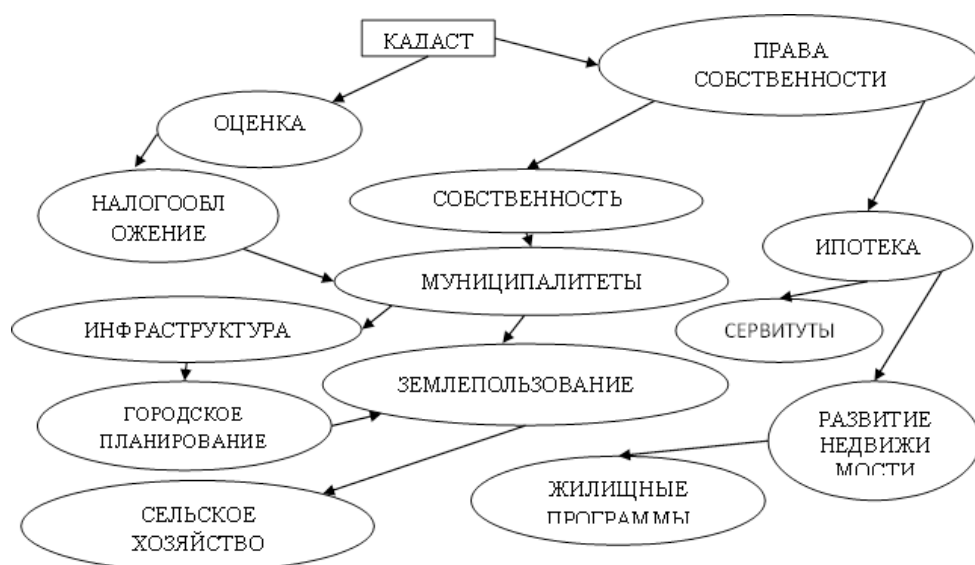 КАДАСТ
ПРАВА
СОБСТВЕННОСТИ
ОЦЕНКА
НАЛОГООБЛ
ОЖЕНИЕ
СОБСТВЕННОСТЬ
ИПОТЕКА
МУНИЦИПАЛИТЕТЫ
ИНФРАСТРУКТУРА
СЕРВИТУТЫ
ЗЕМЛЕПОЛЬЗОВАНИЕ
ГОРОДСКОЕ
ПЛАНИРОВАНИЕ
РАЗВИТИЕ
НЕДВИЖИ
МОСТИ
ЖИЛИЩНЫЕ
ПРОГРАММЫ
СЕЛЬСКОЕ
ХОЗЯЙСТВО